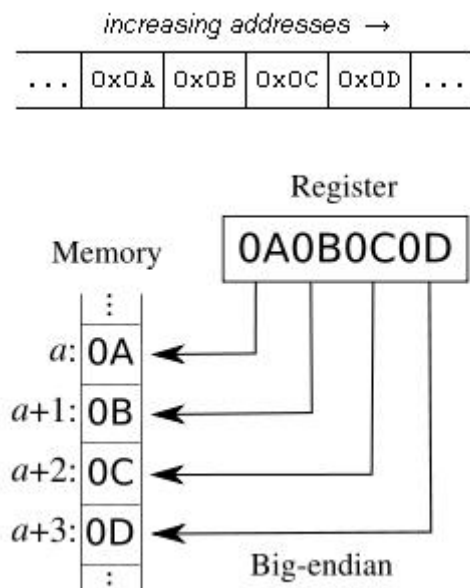 increasing addresses →
... 0x0A 0x0B 0x0C 0x0D ...
Register
0A0B0C0D
Memory
⋮
a: 0A
a+1: 0B
a+2: 0C
a+3: 0D
⋮
Big-endian